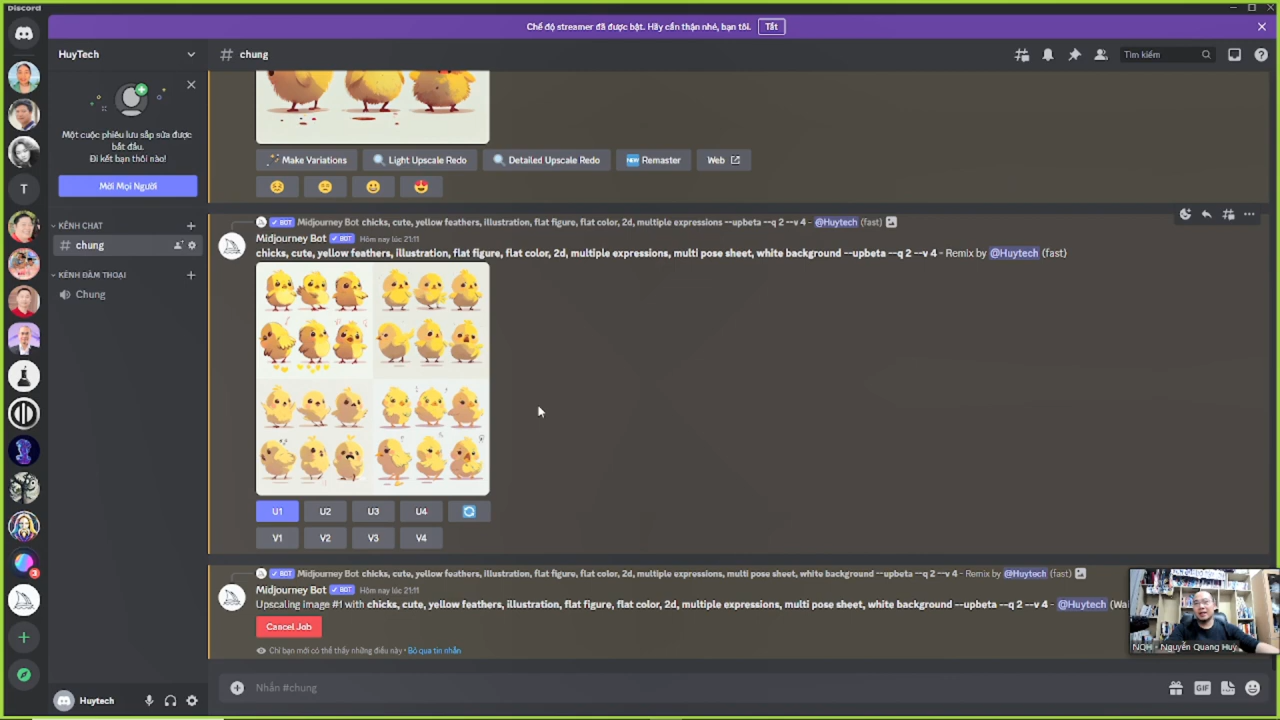 Discord
Chế độ streamer đã được bật. Hãy cẩn thận nhé, bạn tôi. Tắt
HuyTech
# chung
Tìm kiếm
Một cuộc phiêu lưu sắp sửa được
bắt đầu.
Đi kết bạn thôi nào!
Mời Mọi Người
T
KÊNH CHAT
# chung
KÊNH ĐÀM THOẠI
Chung
Make Variations Light Upscale Redo Detailed Upscale Redo NEW Remaster Web
BOT Midjourney Bot chicks, cute, yellow feathers, illustration, flat figure, flat color, 2d, multiple expressions --upbeta --q 2 --v 4 - @Huytech (fast)
Midjourney Bot BOT Hôm nay lúc 21:11
chicks, cute, yellow feathers, illustration, flat figure, flat color, 2d, multiple expressions, multi pose sheet, white background --upbeta --q 2 --v 4 - Remix by @Huytech (fast)
U1 U2 U3 U4
V1 V2 V3 V4
BOT Midjourney Bot chicks, cute, yellow feathers, illustration, flat figure, flat color, 2d, multiple expressions, multi pose sheet, white background --upbeta --q 2 --v 4 - Remix by @Huytech (fast)
Midjourney Bot BOT Hôm nay lúc 21:11
Upscaling image #1 with chicks, cute, yellow feathers, illustration, flat figure, flat color, 2d, multiple expressions, multi pose sheet, white background --upbeta --q 2 --v 4 - @Huytech (Wai
Cancel Job
Chỉ bạn mới có thể thấy những điều này • Bỏ qua tin nhắn
NQH - Nguyễn Quang Huy
3
Huytech
Nhắn #chung
GIF